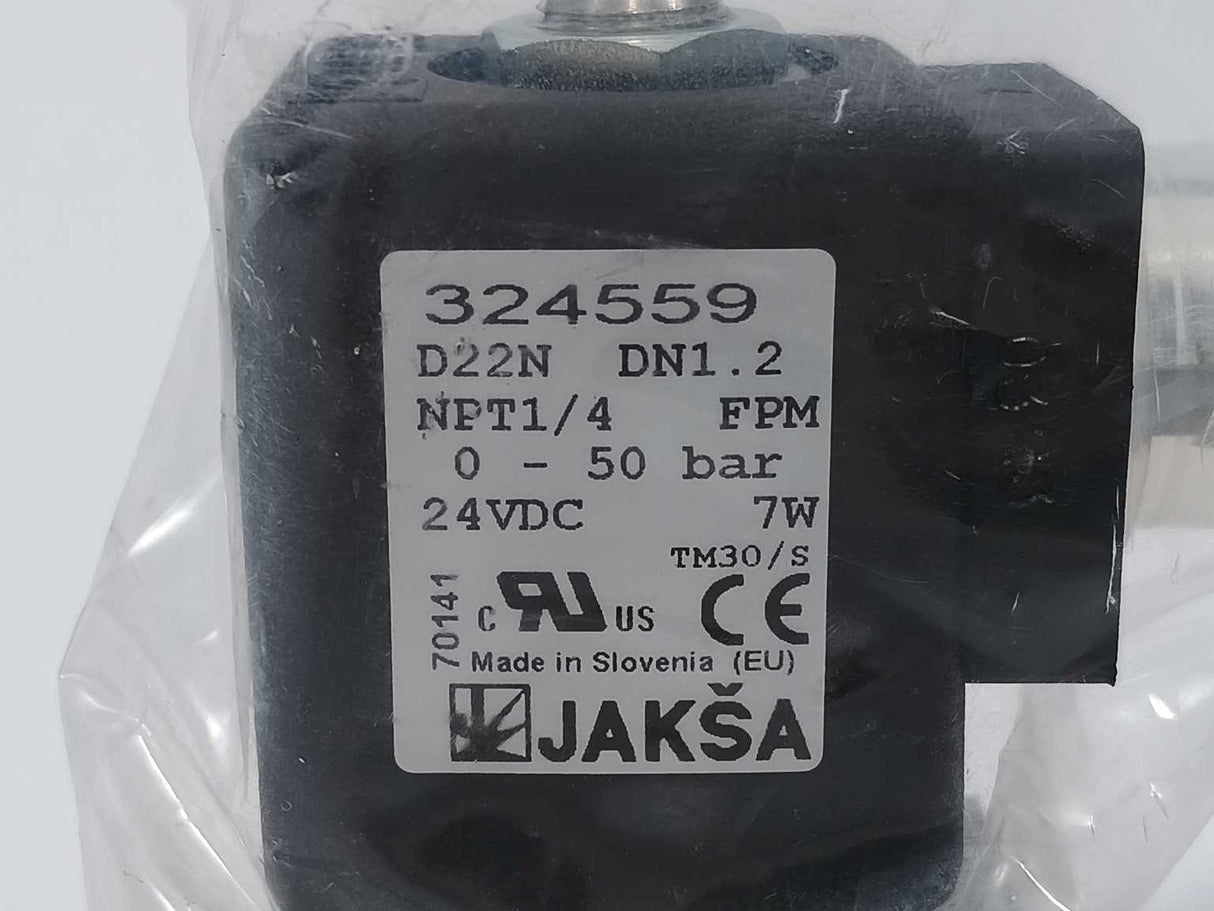 324559
D22N DN1.2
NPT1/4 FPM
0 - 50 bar
24VDC 7W
TM30/S
70141
C RU US CE
Made in Slovenia (EU)
JAKŠA